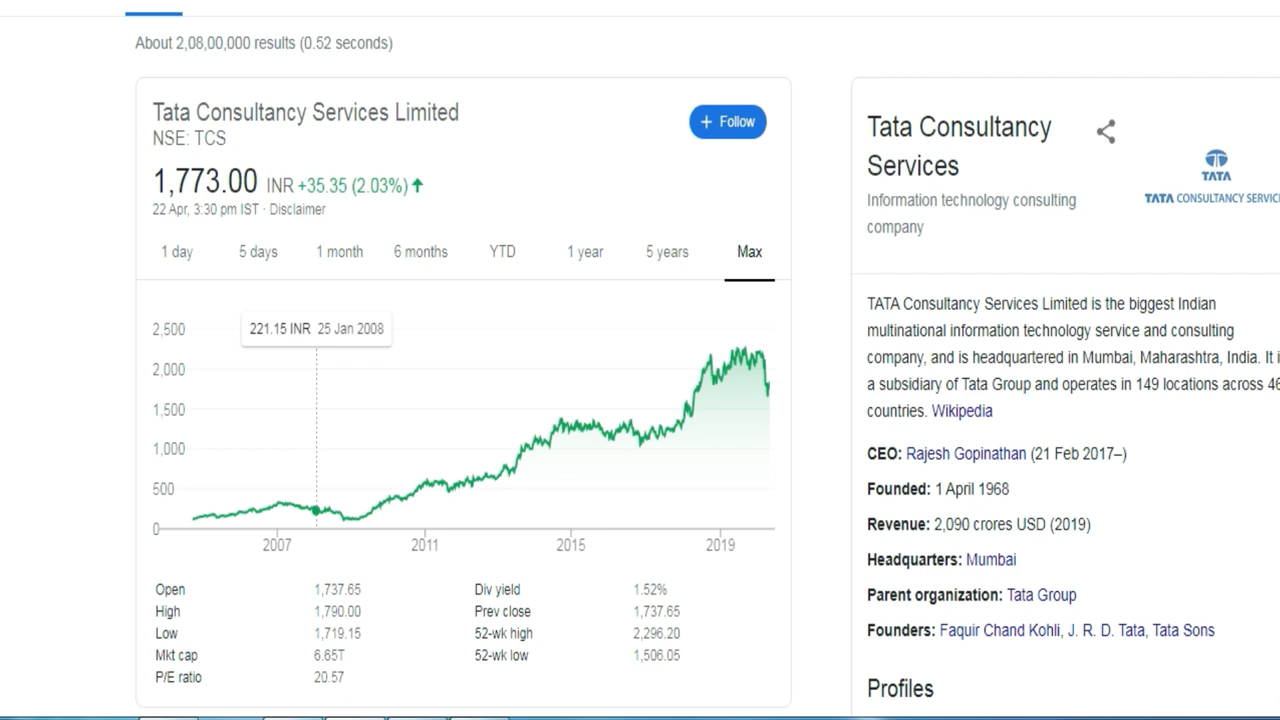 About 2,08,00,000 results (0.52 seconds)
Tata Consultancy Services Limited
NSE: TCS
+ Follow
1,773.00 INR +35.35 (2.03%)
22 Apr, 3:30 pm IST · Disclaimer
1 day 5 days 1 month 6 months YTD 1 year 5 years Max
221.15 INR 25 Jan 2008
2,500
2,000
1,500
1,000
500
0
2007 2011 2015 2019
Open 1,737.65 Div yield 1.52%
High 1,790.00 Prev close 1,737.65
Low 1,719.15 52-wk high 2,296.20
Mkt cap 6.65T 52-wk low 1,506.05
P/E ratio 20.57
Tata Consultancy
Services
Information technology consulting
company
TATA
TATA CONSULTANCY SERVIC
TATA Consultancy Services Limited is the biggest Indian
multinational information technology service and consulting
company, and is headquartered in Mumbai, Maharashtra, India. It i
a subsidiary of Tata Group and operates in 149 locations across 46
countries. Wikipedia
CEO: Rajesh Gopinathan (21 Feb 2017–)
Founded: 1 April 1968
Revenue: 2,090 crores USD (2019)
Headquarters: Mumbai
Parent organization: Tata Group
Founders: Faquir Chand Kohli, J. R. D. Tata, Tata Sons
Profiles